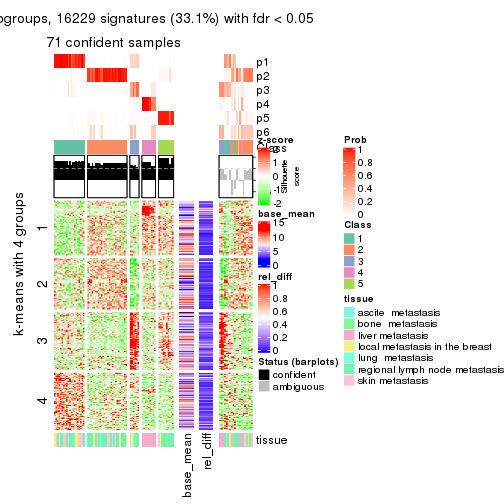 ogroups, 16229 signatures (33.1%) with fdr < 0.05
71 confident samples
p1
p2
p3
p4
p5
p6
Class
Silhouette
score
k-means with 4 groups
1
2
3
4
tissue
base_mean
rel_diff
z-score
2
1
0
-1
-2
base_mean
15
10
5
0
rel_diff
1
0.8
0.6
0.4
0.2
0
Status (barplots)
confident
ambiguous
Prob
1
0.8
0.6
0.4
0.2
0
Class
1
2
3
4
5
tissue
ascite metastasis
bone metastasis
liver metastasis
local metastasis in the breast
lung metastasis
regional lymph node metastasis
skin metastasis